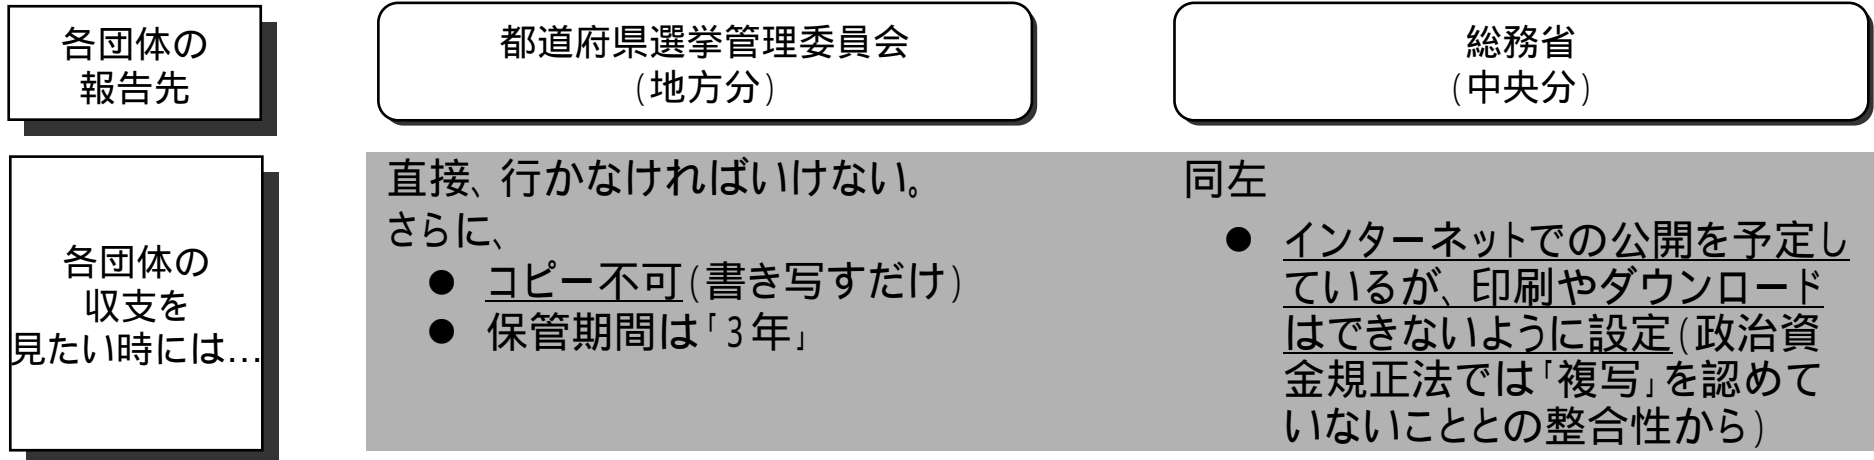 各団体の
報告先
都道府県選挙管理委員会
(地方分)
総務省
(中央分)
各団体の
収支を
見たい時には…
直接、行かなければいけない。
さらに、
● コピー不可(書き写すだけ)
● 保管期間は「3年」
同左
● インターネットでの公開を予定し
ているが、印刷やダウンロード
はできないように設定(政治資
金規正法では「複写」を認めて
いないこととの整合性から)